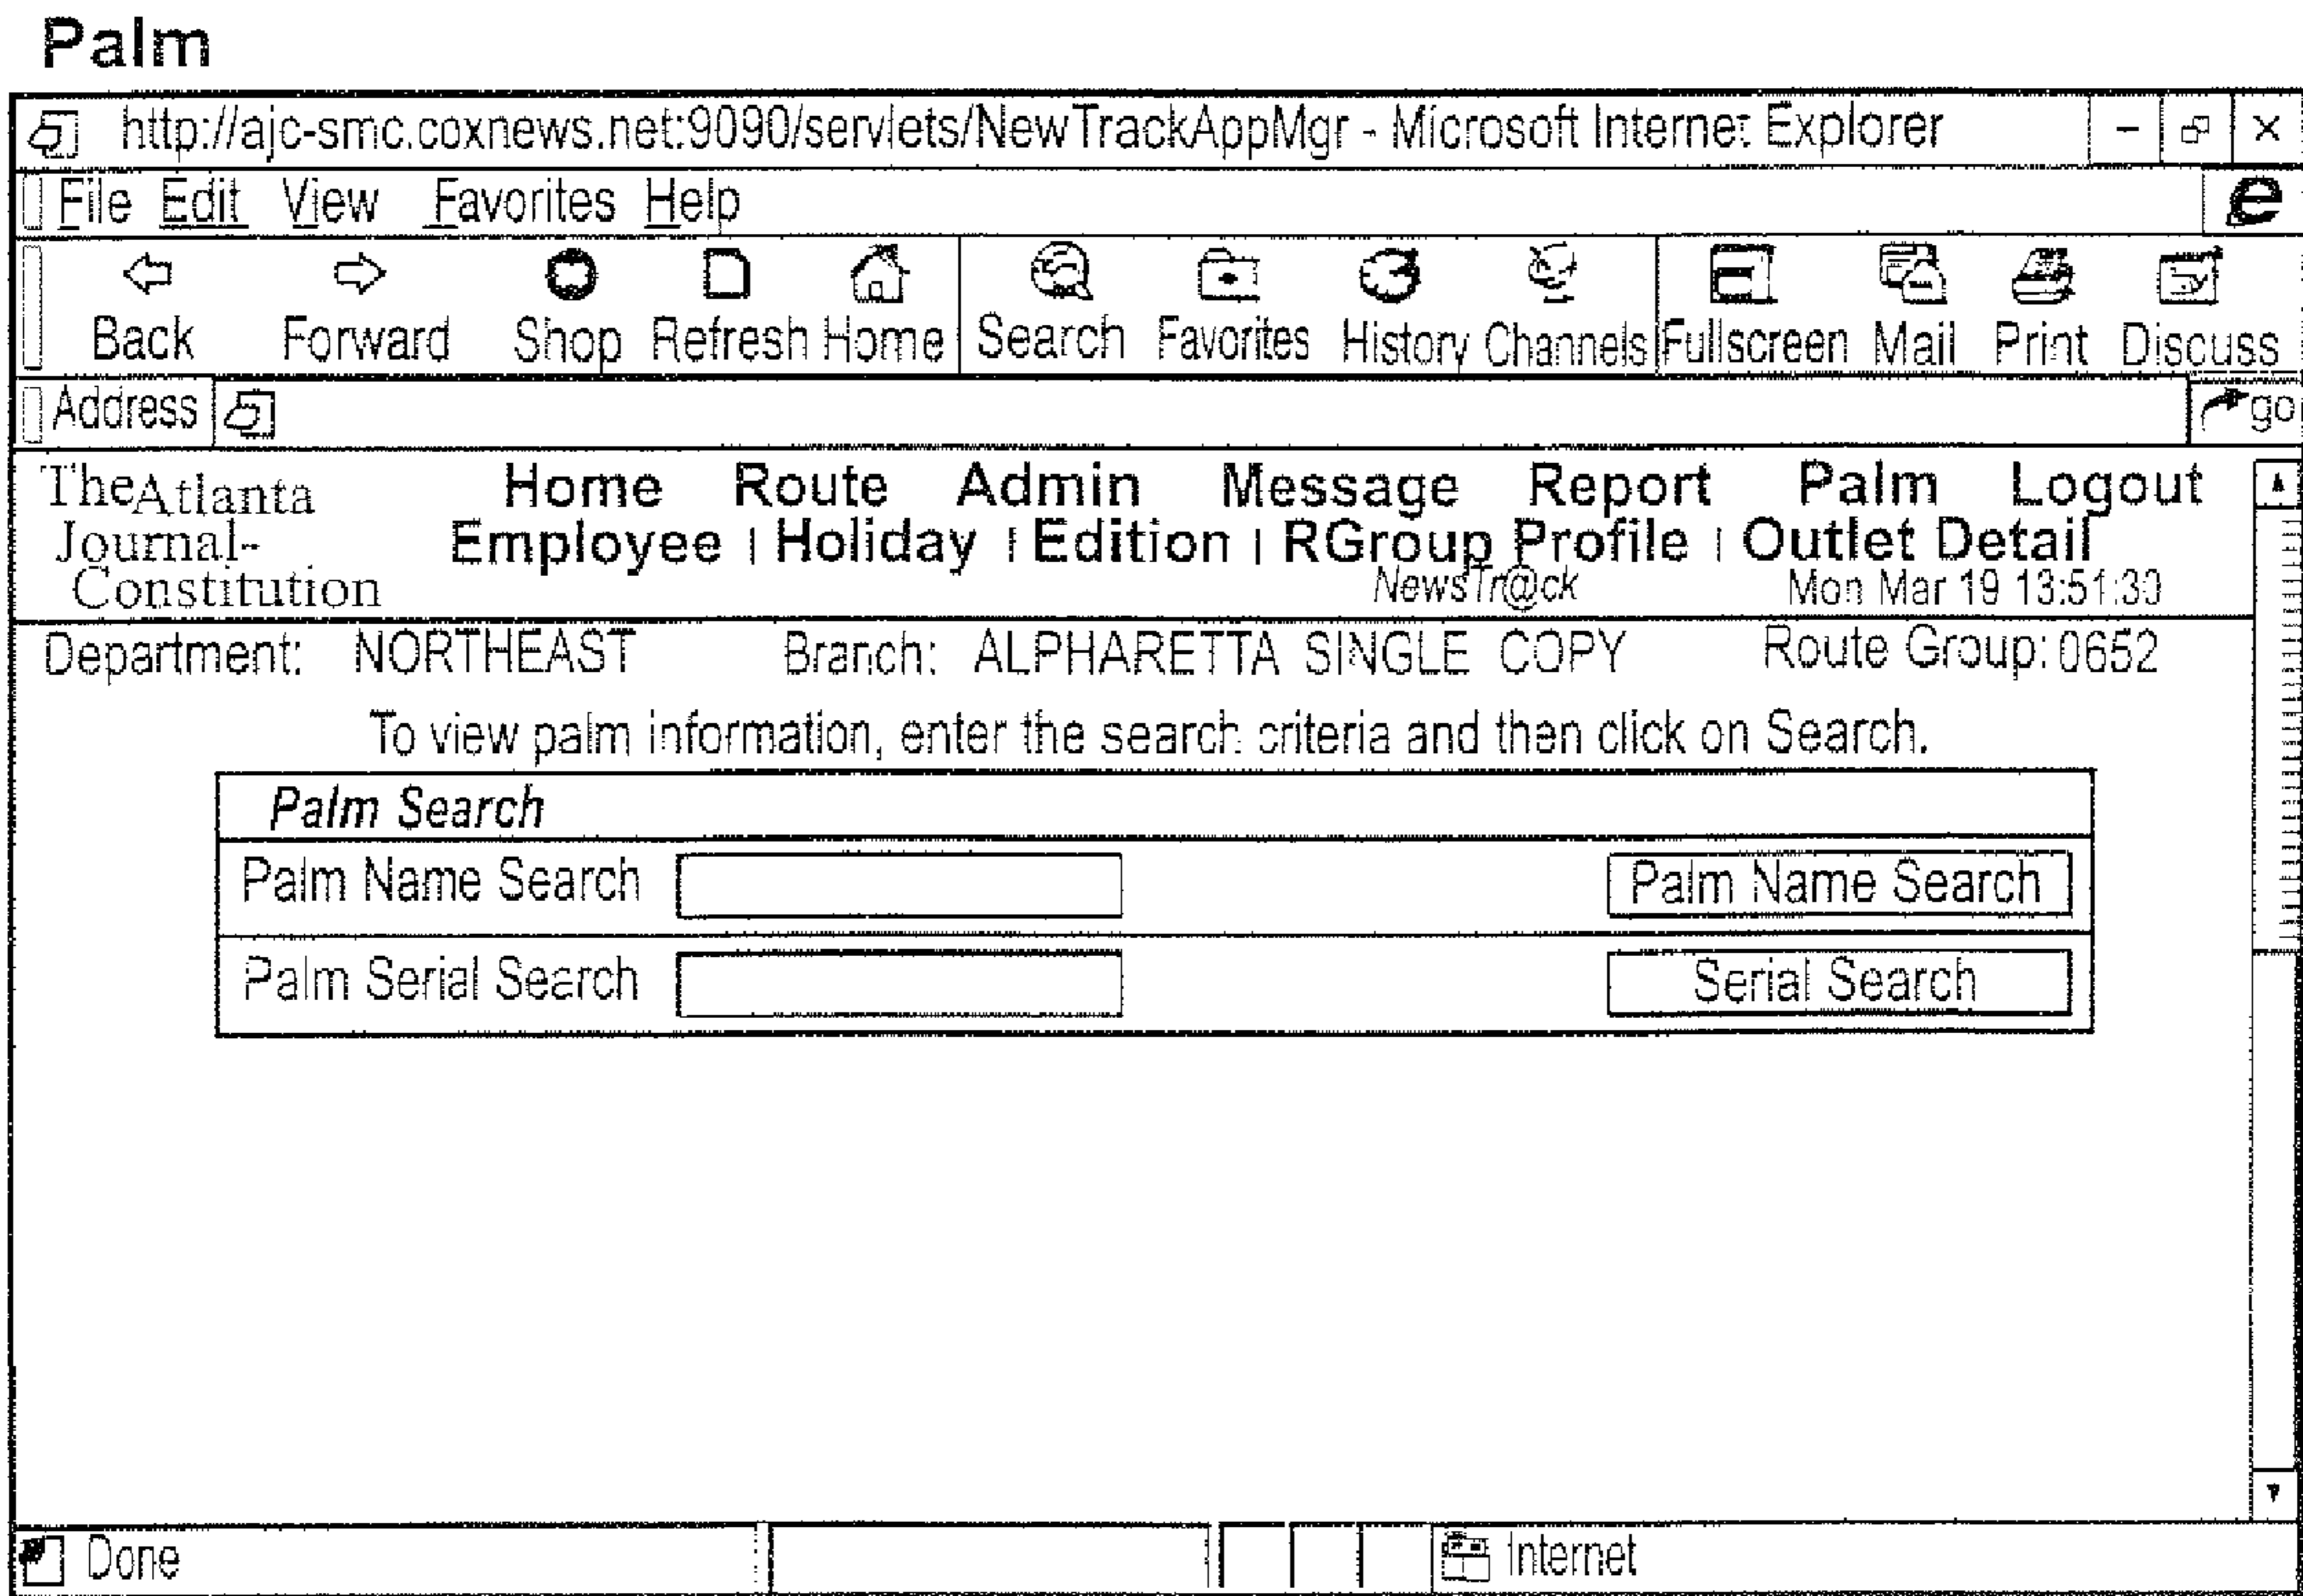 Palm
http://ajc-smc.coxnews.net:9090/servlets/NewTrackAppMgr - Microsoft Internet Explorer
File Edit View Favorites Help
Back Forward Shop Refresh Home Search Favorites History Channels Fullscreen Mail Print Discuss
Address go
The Atlanta Journal-Constitution
Home Route Admin Message Report Palm Logout
Employee | Holiday | Edition | RGroup Profile | Outlet Detail
NewsTr@ck Mon Mar 19 13:51:30
Department: NORTHEAST Branch: ALPHARETTA SINGLE COPY Route Group: 0652
To view palm information, enter the search criteria and then click on Search.
Palm Search
Palm Name Search Palm Name Search
Palm Serial Search Serial Search
Done Internet